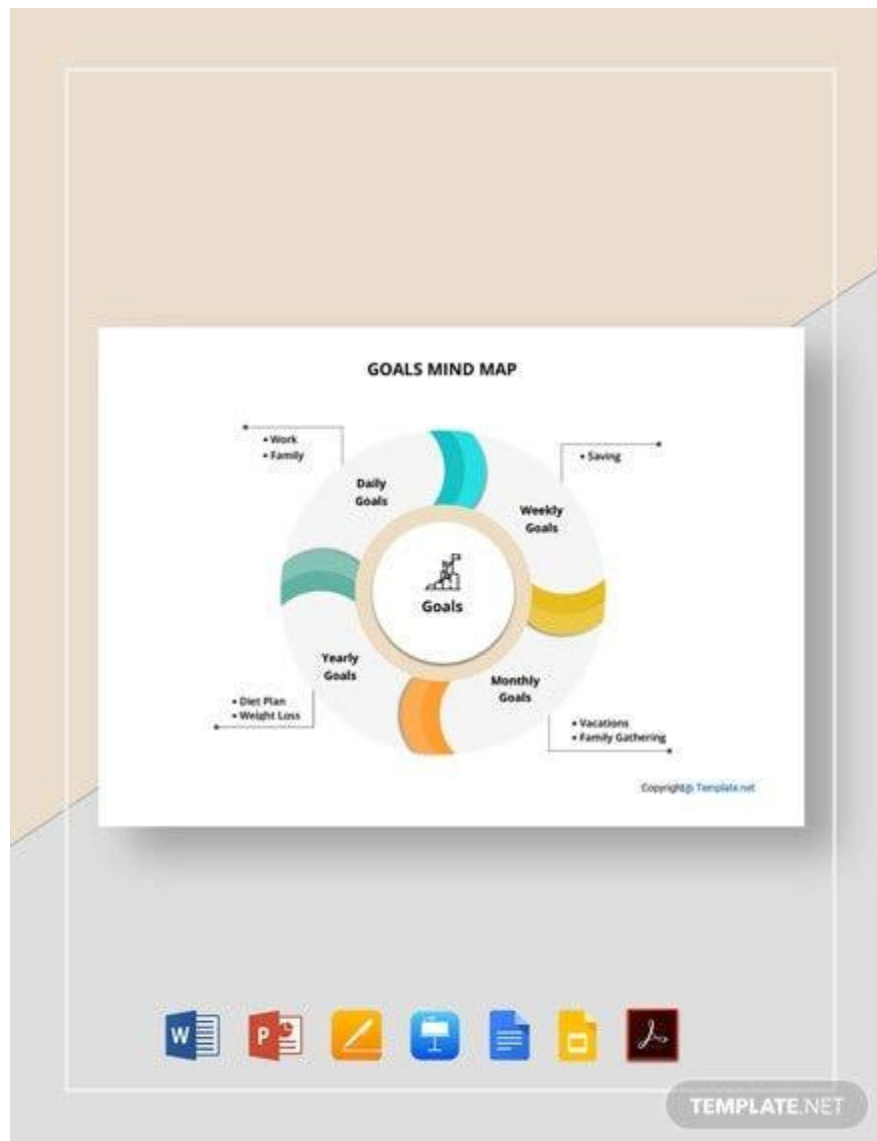 GOALS MIND MAP
• Work
• Family
Daily
Goals
• Saving
Weekly
Goals
Goals
Yearly
Goals
• Diet Plan
• Weight Loss
Monthly
Goals
• Vacations
• Family Gathering
Copyright@ Template.net
W
P
TEMPLATE.NET